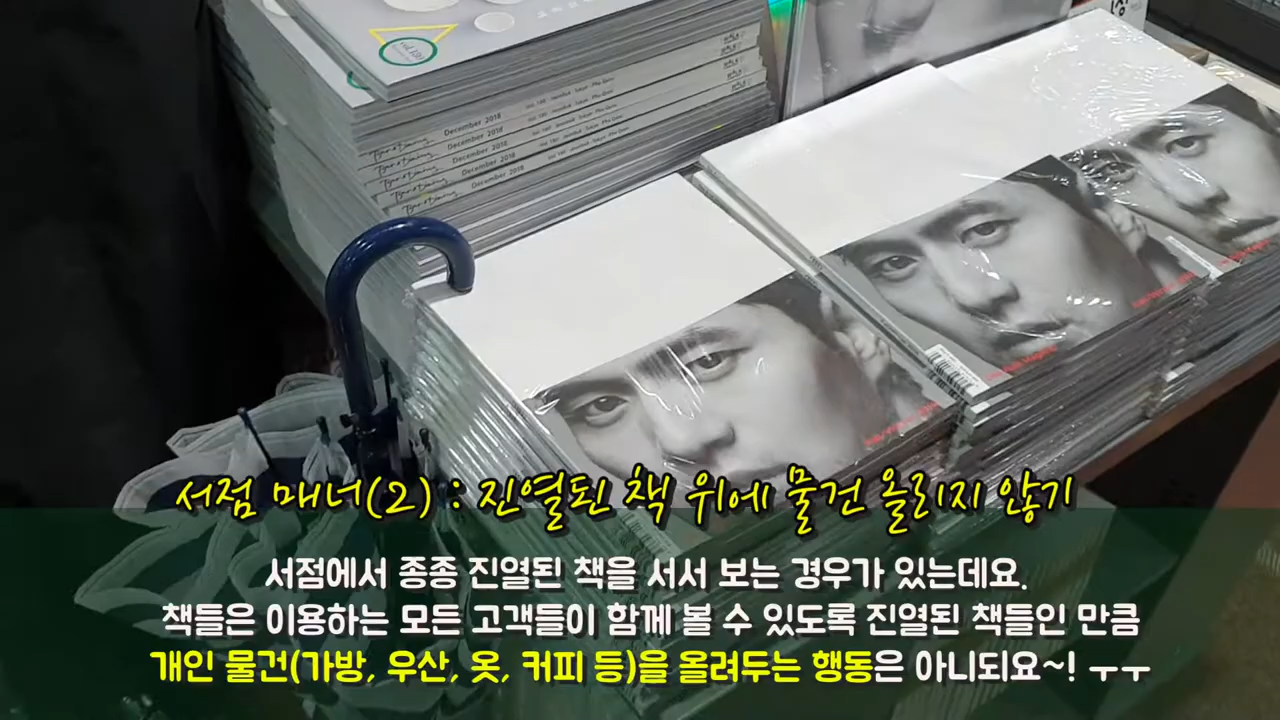 Vol.180
December 2018
December 2018
December 2018
December 2018
December 2018
서점 매너(2) : 진열된 책 위에 물건 올리지 않기
서점에서 종종 진열된 책을 서서 보는 경우가 있는데요.
책들은 이용하는 모든 고객들이 함께 볼 수 있도록 진열된 책들인 만큼
개인 물건(가방, 우산, 옷, 커피 등)을 올려두는 행동은 아니되요~! ㅜㅜ